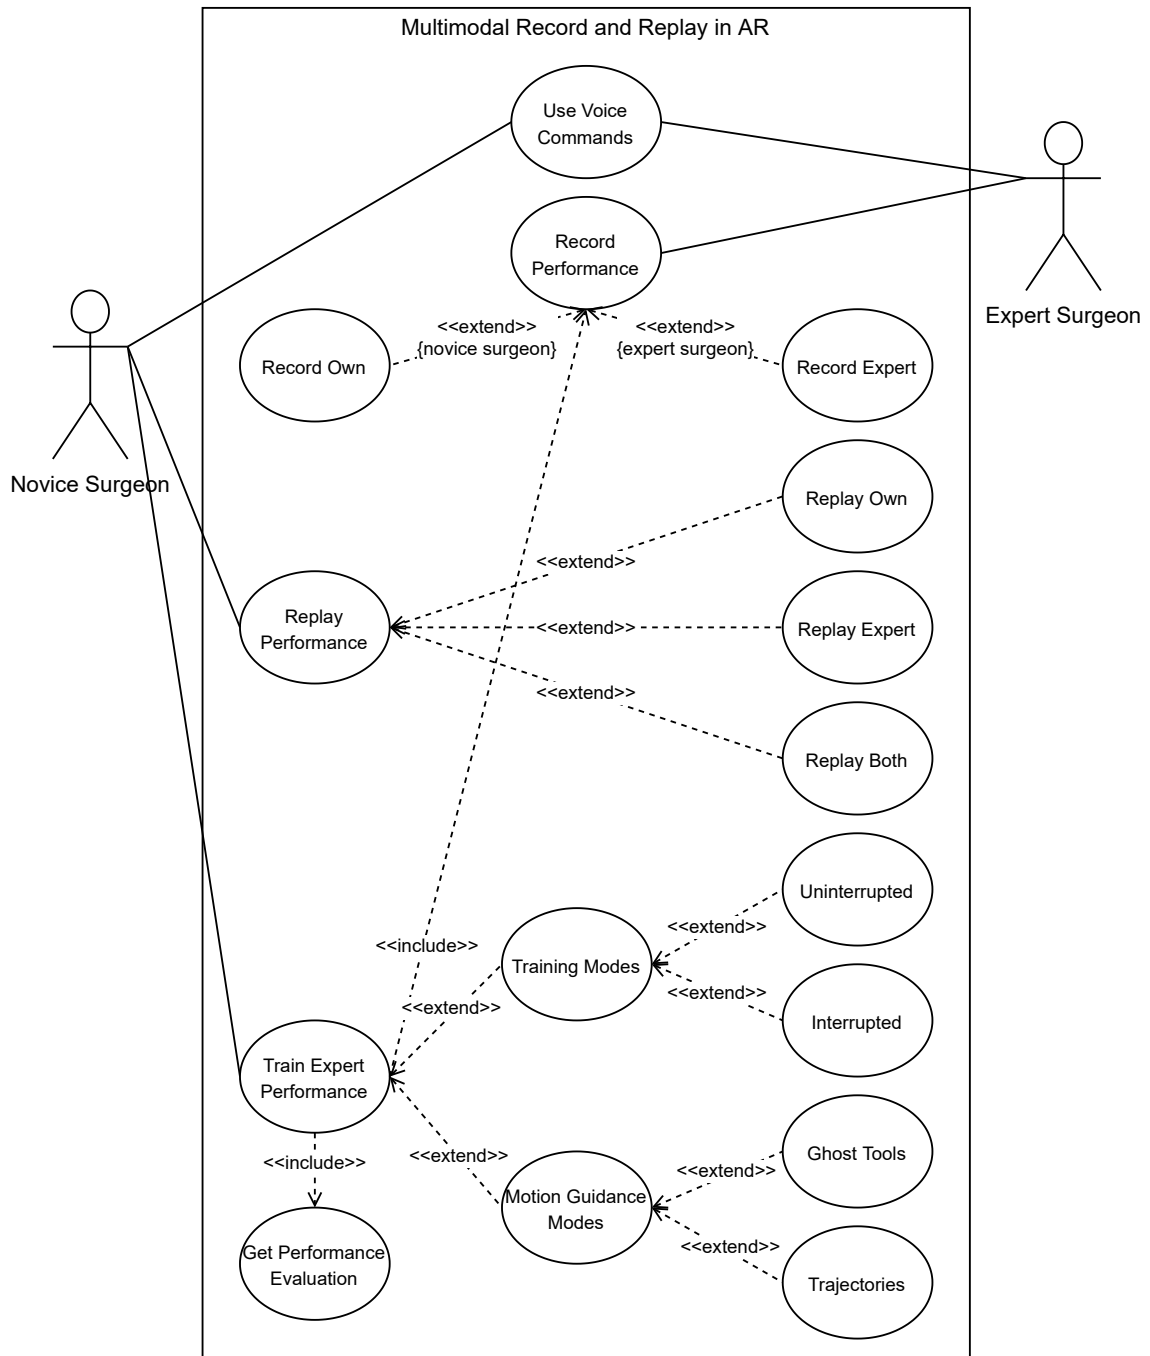 Multimodal Record and Replay in AR
Use Voice
Commands
Record
Performance
Expert Surgeon
<<extend>>
{novice surgeon}
<<extend>>
{expert surgeon}
Record Own
Record Expert
Novice Surgeon
Replay Own
<<extend>>
Replay
Performance
<<extend>>
Replay Expert
<<extend>>
Replay Both
Uninterrupted
<<extend>>
<<include>>
Training Modes
<<extend>>
<<extend>>
Interrupted
Train Expert
Performance
<<include>>
<<extend>>
Ghost Tools
<<extend>>
Motion Guidance
Modes
<<extend>>
Get Performance
Evaluation
Trajectories